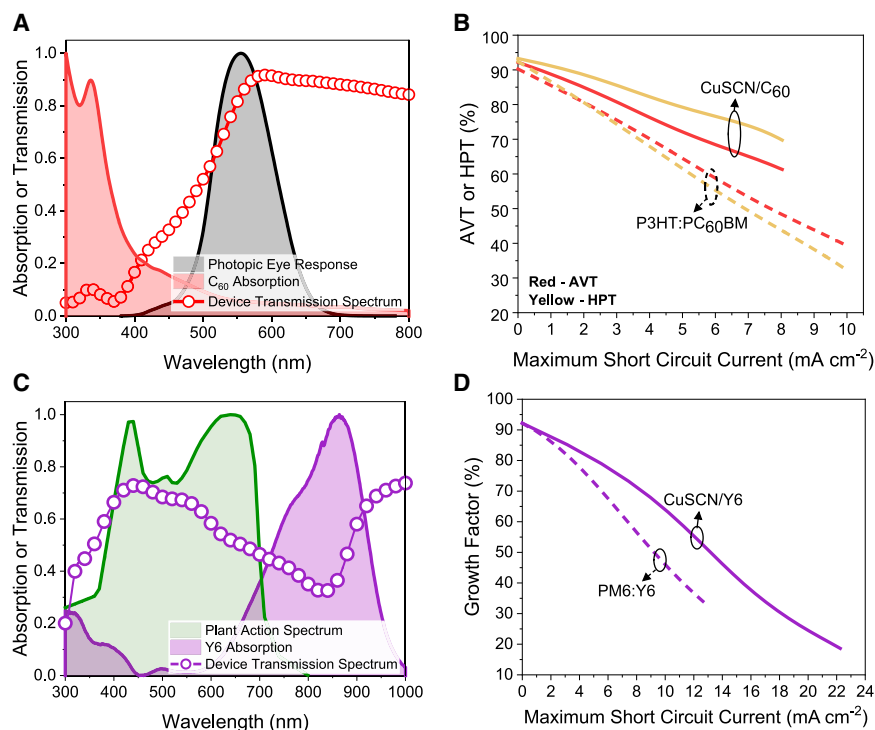 A
Absorption or Transmission
1.0
0.8
0.6
0.4
0.2
0.0
300 400 500 600 700 800
Wavelength (nm)
Photopic Eye Response
C60 Absorption
Device Transmission Spectrum
B
AVT or HPT (%)
100
90
80
70
60
50
40
30
20
0 1 2 3 4 5 6 7 8 9 10
Maximum Short Circuit Current (mA cm-2)
CuSCN/C60
P3HT:PC60BM
Red - AVT
Yellow - HPT
C
Absorption or Transmission
1.0
0.8
0.6
0.4
0.2
0.0
300 400 500 600 700 800 900 1000
Wavelength (nm)
Plant Action Spectrum
Y6 Absorption
Device Transmission Spectrum
D
Growth Factor (%)
100
90
80
70
60
50
40
30
20
10
0 2 4 6 8 10 12 14 16 18 20 22 24
Maximum Short Circuit Current (mA cm-2)
CuSCN/Y6
PM6:Y6